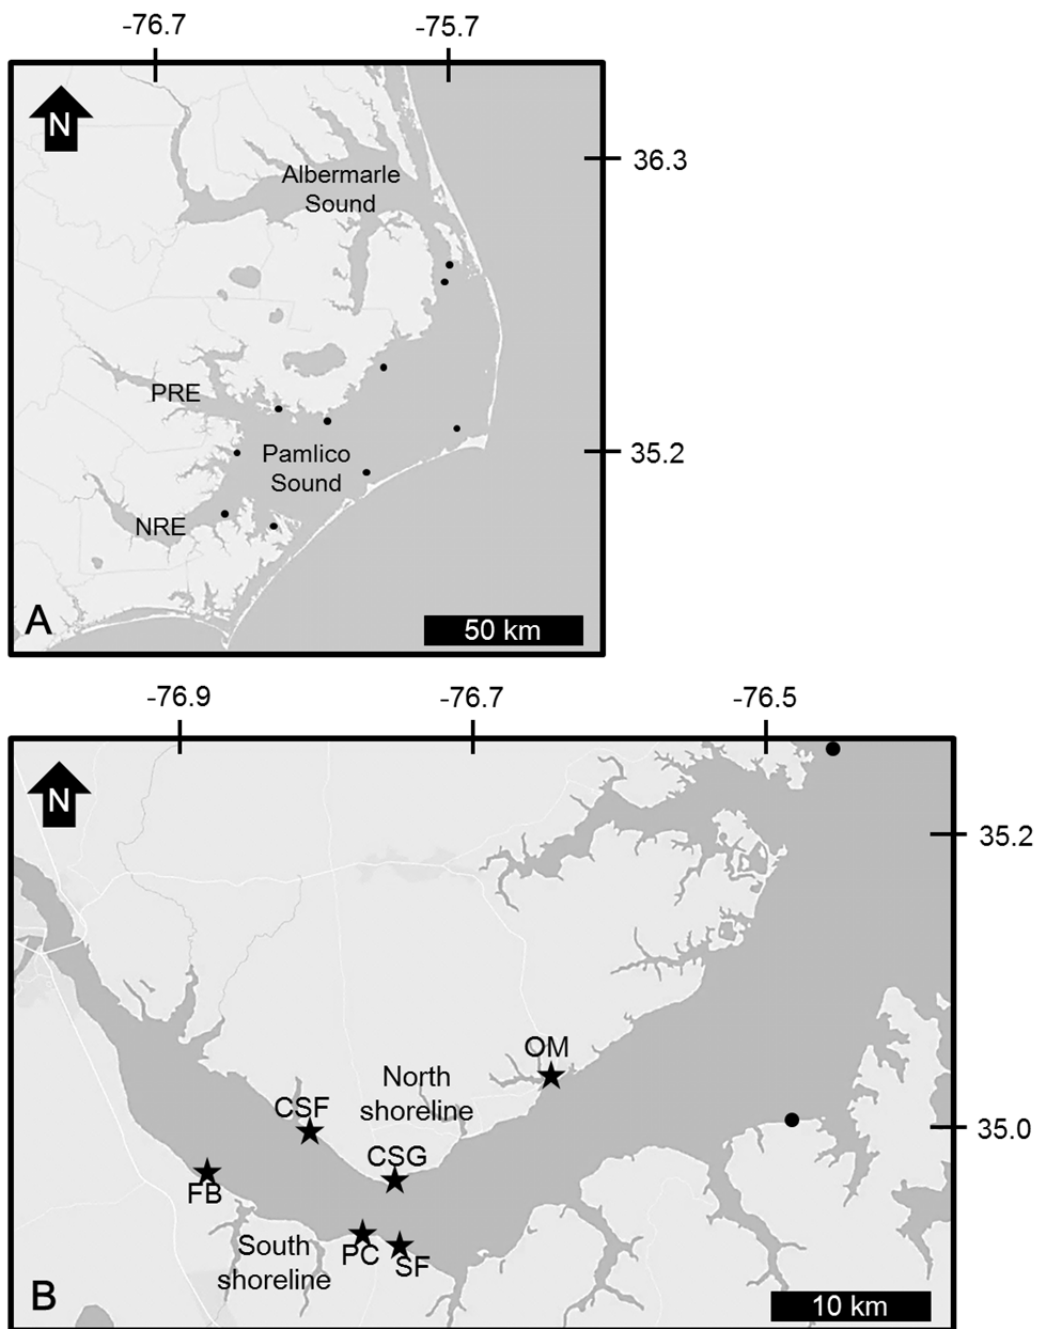 -76.7
-75.7
N
36.3
Albermarle
Sound
PRE
35.2
Pamlico
Sound
NRE
A
50 km
-76.9
-76.7
-76.5
N
35.2
OM
North
shoreline
CSF
35.0
CSG
FB
South
shoreline
PC
SF
B
10 km